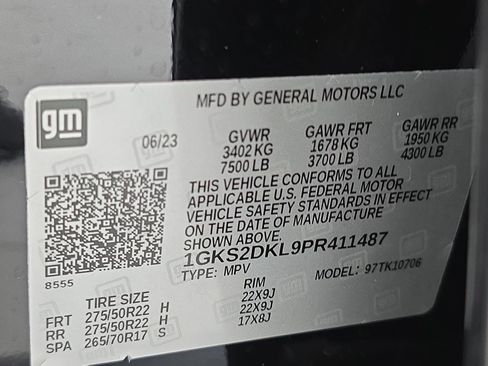 gm
MFD BY GENERAL MOTORS LLC
06/23 GVWR GAWR FRT GAWR RR
3402 KG 1678 KG 1950 KG
7500 LB 3700 LB 4300 LB
THIS VEHICLE CONFORMS TO ALL
APPLICABLE U.S. FEDERAL MOTOR
VEHICLE SAFETY STANDARDS IN EFFECT
ON THE DATE OF MANUFACTURE
SHOWN ABOVE.
1GKS2DKL9PR411487
8555
TYPE: MPV MODEL: 97TK10706
TIRE SIZE RIM
FRT 275/50R22 H 22X9J
RR 275/50R22 H 22X9J
SPA 265/70R17 S 17X8J